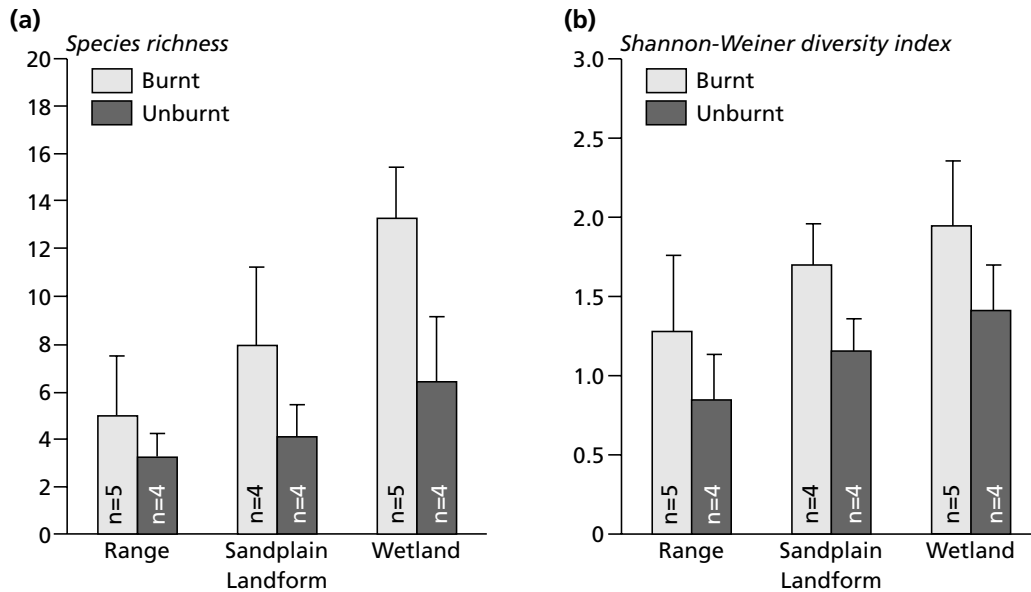 (a)
Species richness
20
18
16
14
12
10
8
6
4
2
0
Burnt
Unburnt
n=5
n=4
n=4
n=4
n=5
n=4
Range
Sandplain
Wetland
Landform
(b)
Shannon-Weiner diversity index
3.0
2.5
2.0
1.5
1.0
0.5
0
Burnt
Unburnt
n=5
n=4
n=4
n=4
n=5
n=4
Range
Sandplain
Wetland
Landform